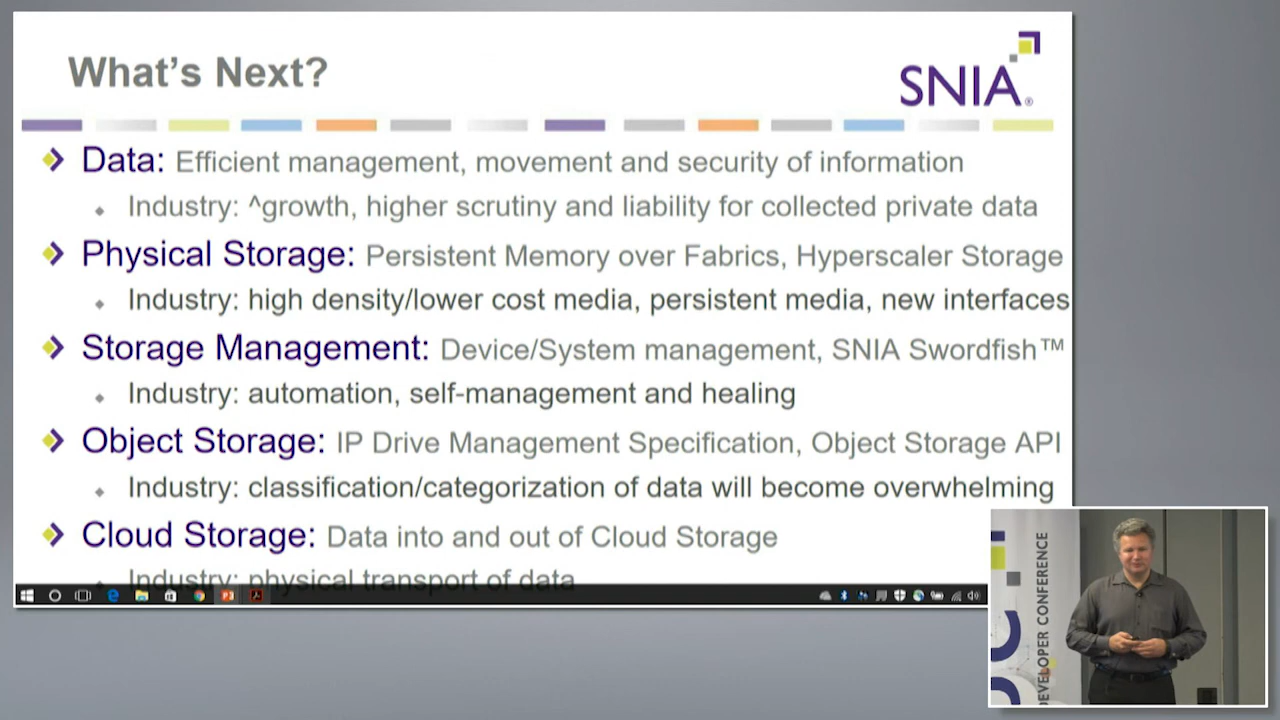 What's Next?
SNIA®
Data: Efficient management, movement and security of information
Industry: ^growth, higher scrutiny and liability for collected private data
Physical Storage: Persistent Memory over Fabrics, Hyperscaler Storage
Industry: high density/lower cost media, persistent media, new interfaces
Storage Management: Device/System management, SNIA Swordfish™
Industry: automation, self-management and healing
Object Storage: IP Drive Management Specification, Object Storage API
Industry: classification/categorization of data will become overwhelming
Cloud Storage: Data into and out of Cloud Storage
Industry: physical transport of data
DEVELOPER CONFERENCE